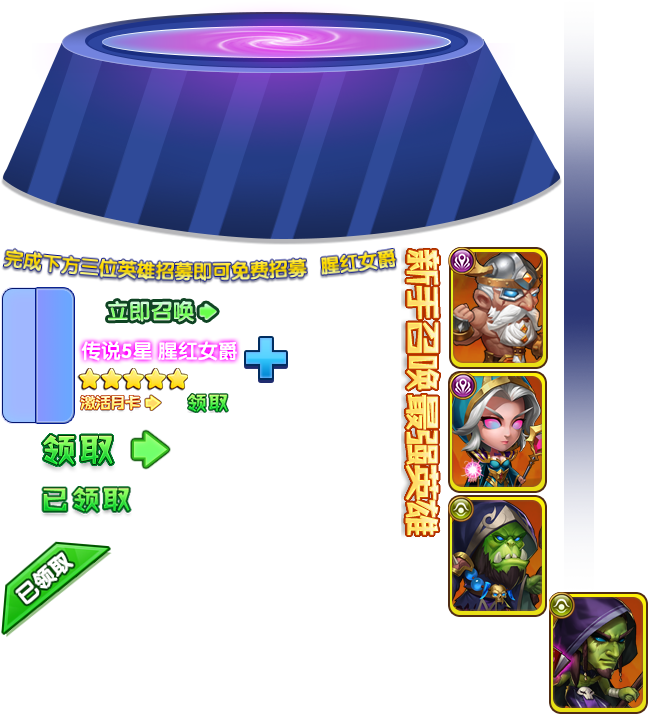 完成下方三位英雄招募即可免费招募 腥红女爵
新手召唤最强英雄
立即召唤
传说5星 腥红女爵
激活月卡
领取
领取
已领取
已领取